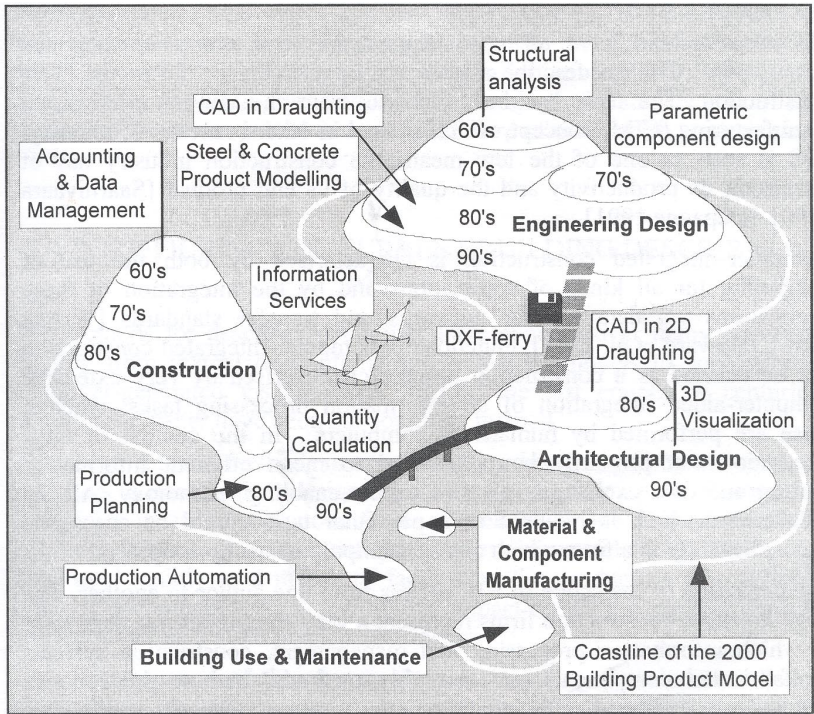 Structural
analysis
CAD in Draughting
60's
Parametric
component design
Accounting
& Data
Management
Steel & Concrete
Product Modelling
70's
70's
80's
Engineering Design
90's
60's
Information
Services
70's
80's
Construction
DXF-ferry
CAD in 2D
Draughting
80's
3D
Visualization
Quantity
Calculation
Architectural Design
Production
Planning
80's
90's
90's
Material &
Component
Manufacturing
Production Automation
Building Use & Maintenance
Coastline of the 2000
Building Product Model